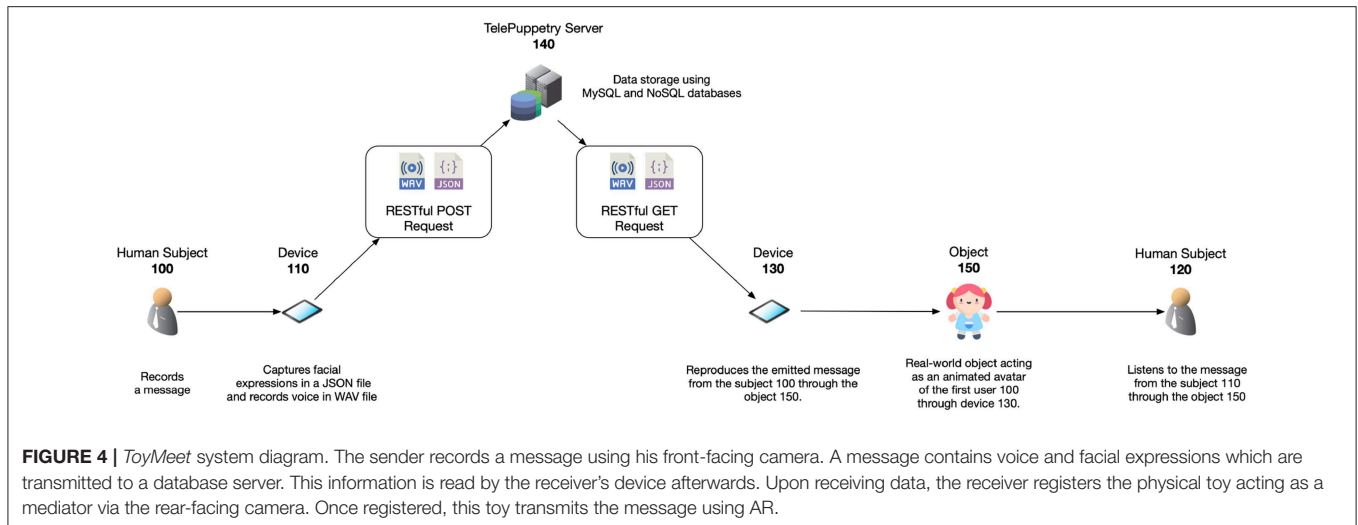 TelePuppetry Server
140
Data storage using
MySQL and NoSQL databases
WAV
JSON
RESTful POST
Request
WAV
JSON
RESTful GET
Request
Human Subject
100
Device
110
Device
130
Object
150
Human Subject
120
Records
a message
Captures facial
expressions in a JSON file
and records voice in WAV file
Reproduces the emitted message
from the subject 100 through the
object 150.
Real-world object acting
as an animated avatar
of the first user 100
through device 130.
Listens to the message
from the subject 110
through the object 150
FIGURE 4 | ToyMeet system diagram. The sender records a message using his front-facing camera. A message contains voice and facial expressions which are
transmitted to a database server. This information is read by the receiver's device afterwards. Upon receiving data, the receiver registers the physical toy acting as a
mediator via the rear-facing camera. Once registered, this toy transmits the message using AR.